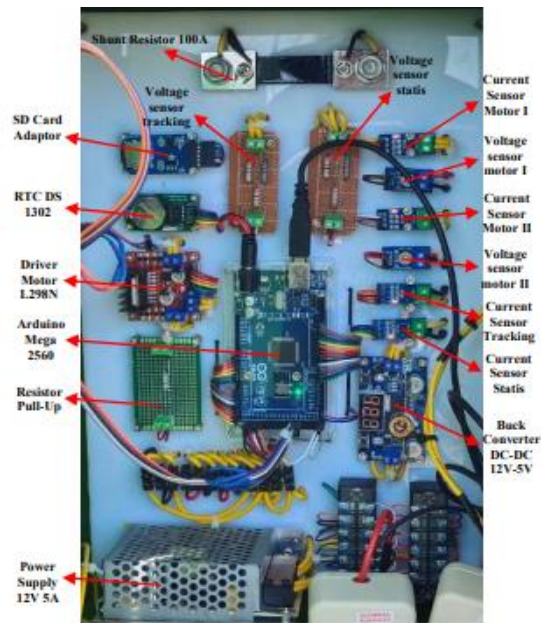 Shunt Resistor 100A
Voltage
sensor
tracking
Voltage
sensor
statis
SD Card
Adaptor
RTC DS
1302
Driver
Motor
L298N
Arduino
Mega
2560
Resistor
Pull-Up
Power
Supply
12V 5A
Current
Sensor
Motor I
Voltage
sensor
motor I
Current
Sensor
Motor II
Voltage
sensor
motor II
Current
Sensor
Tracking
Current
Sensor
Statis
Buck
Converter
DC-DC
12V-5V